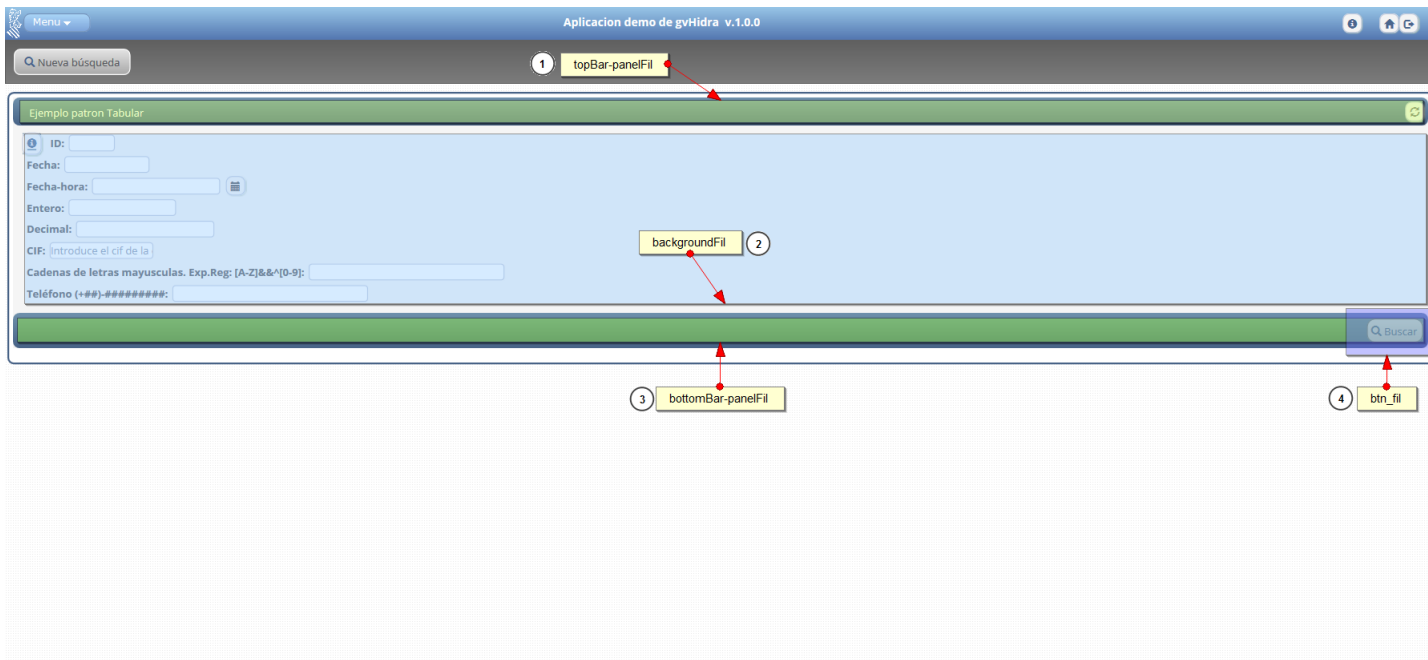 Menu
Aplicacion demo de gvHidra v.1.0.0
Nueva búsqueda
1
topBar-panelFil
Ejemplo patron Tabular
ID:
Fecha:
Fecha-hora:
Entero:
Decimal:
CIF: Introduce el cif de la
backgroundFil
2
Cadenas de letras mayusculas. Exp.Reg: [A-Z]&&^[0-9]:
Teléfono (+##)-#########:
Buscar
3
bottomBar-panelFil
4
btn_fil